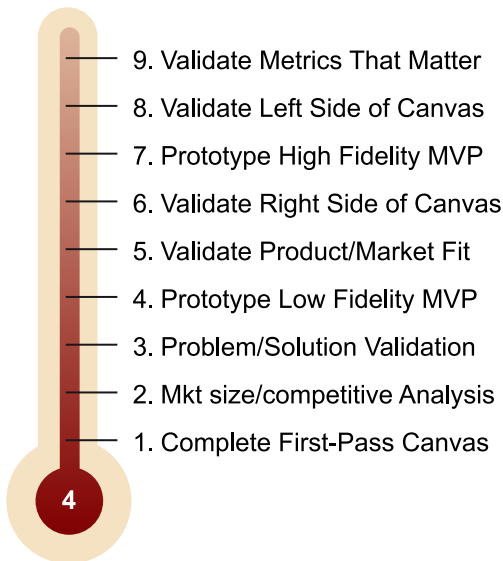 9. Validate Metrics That Matter
8. Validate Left Side of Canvas
7. Prototype High Fidelity MVP
6. Validate Right Side of Canvas
5. Validate Product/Market Fit
4. Prototype Low Fidelity MVP
3. Problem/Solution Validation
2. Mkt size/competitive Analysis
1. Complete First-Pass Canvas
4